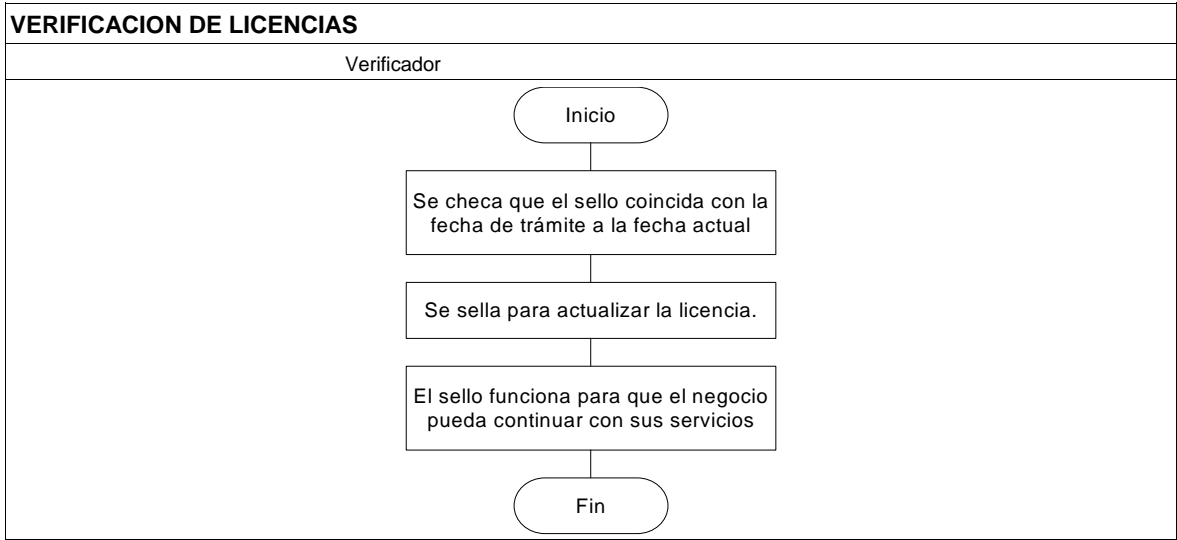 VERIFICACION DE LICENCIAS
Verificador
Inicio
Se checa que el sello coincida con la
fecha de trámite a la fecha actual
Se sella para actualizar la licencia.
El sello funciona para que el negocio
pueda continuar con sus servicios
Fin